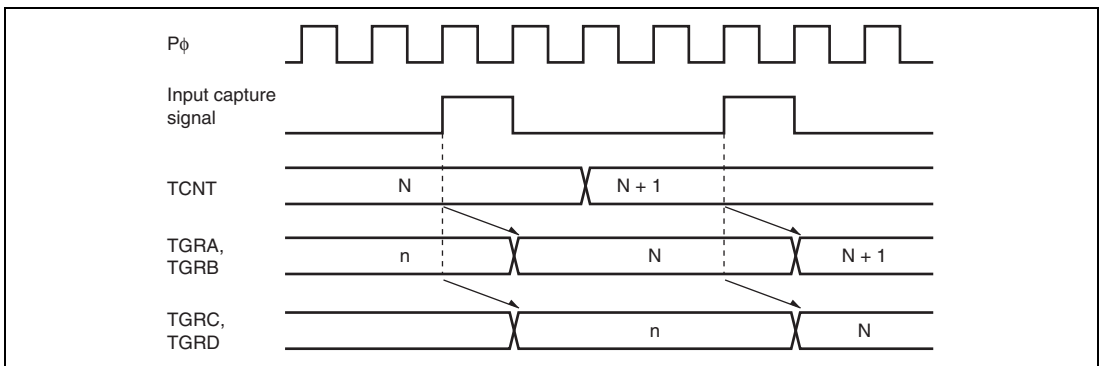 Pϕ
Input capture
signal
TCNT
N
N + 1
TGRA,
TGRB
n
N
N + 1
TGRC,
TGRD
n
N